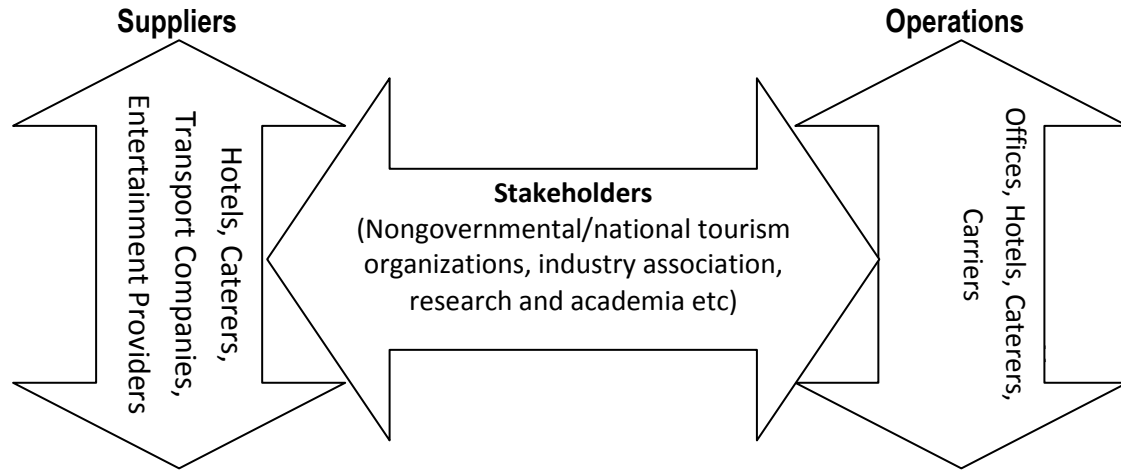 Suppliers
Operations
Hotels, Caterers,
Transport Companies,
Entertainment Providers
Stakeholders
(Nongovernmental/national tourism
organizations, industry association,
research and academia etc)
Offices, Hotels, Caterers,
Carriers